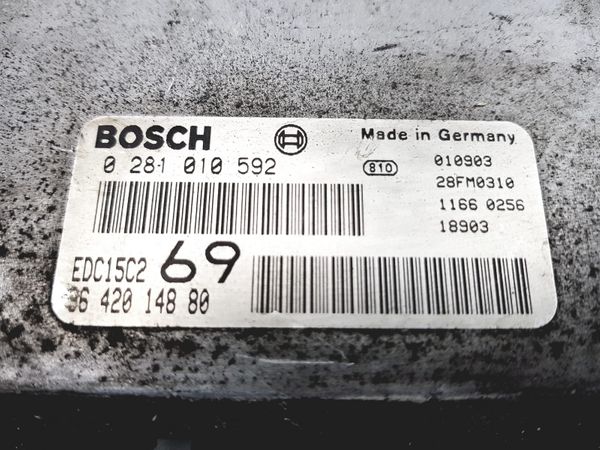 BOSCH
Made in Germany
0 281 010 592
810
010903
28FM0310
1166 0256
18903
EDC15C2 69
96 420 148 80